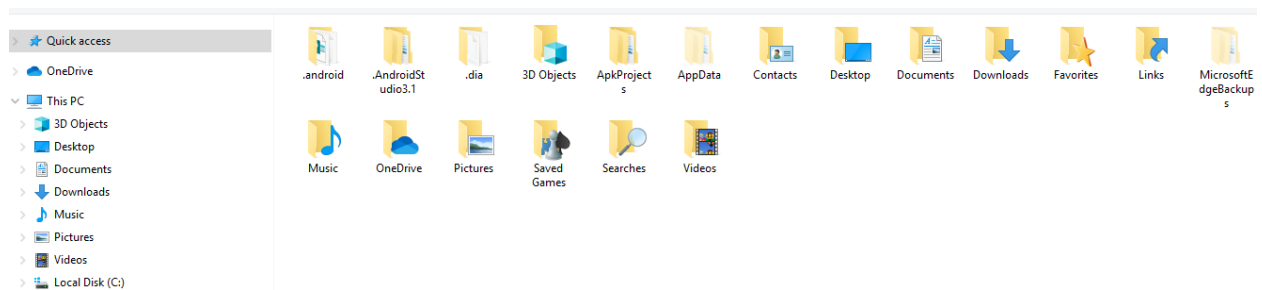 Quick access
OneDrive
This PC
3D Objects
Desktop
Documents
Downloads
Music
Pictures
Videos
Local Disk (C:)
.android
.AndroidSt
udio3.1
.dia
3D Objects
ApkProject
s
AppData
Contacts
Desktop
Documents
Downloads
Favorites
Links
MicrosoftE
dgeBackup
s
Music
OneDrive
Pictures
Saved
Games
Searches
Videos